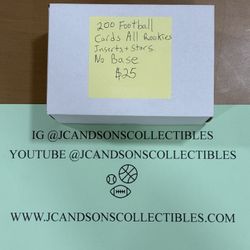 200 Football
Cards All Rookies
Inserts + Stars
No Base
$25
IG @JCANDSONSCOLLECTIBLES
YOUTUBE @JCANDSONSCOLLECTIBLES
WWW.JCANDSONSCOLLECTIBLES.COM